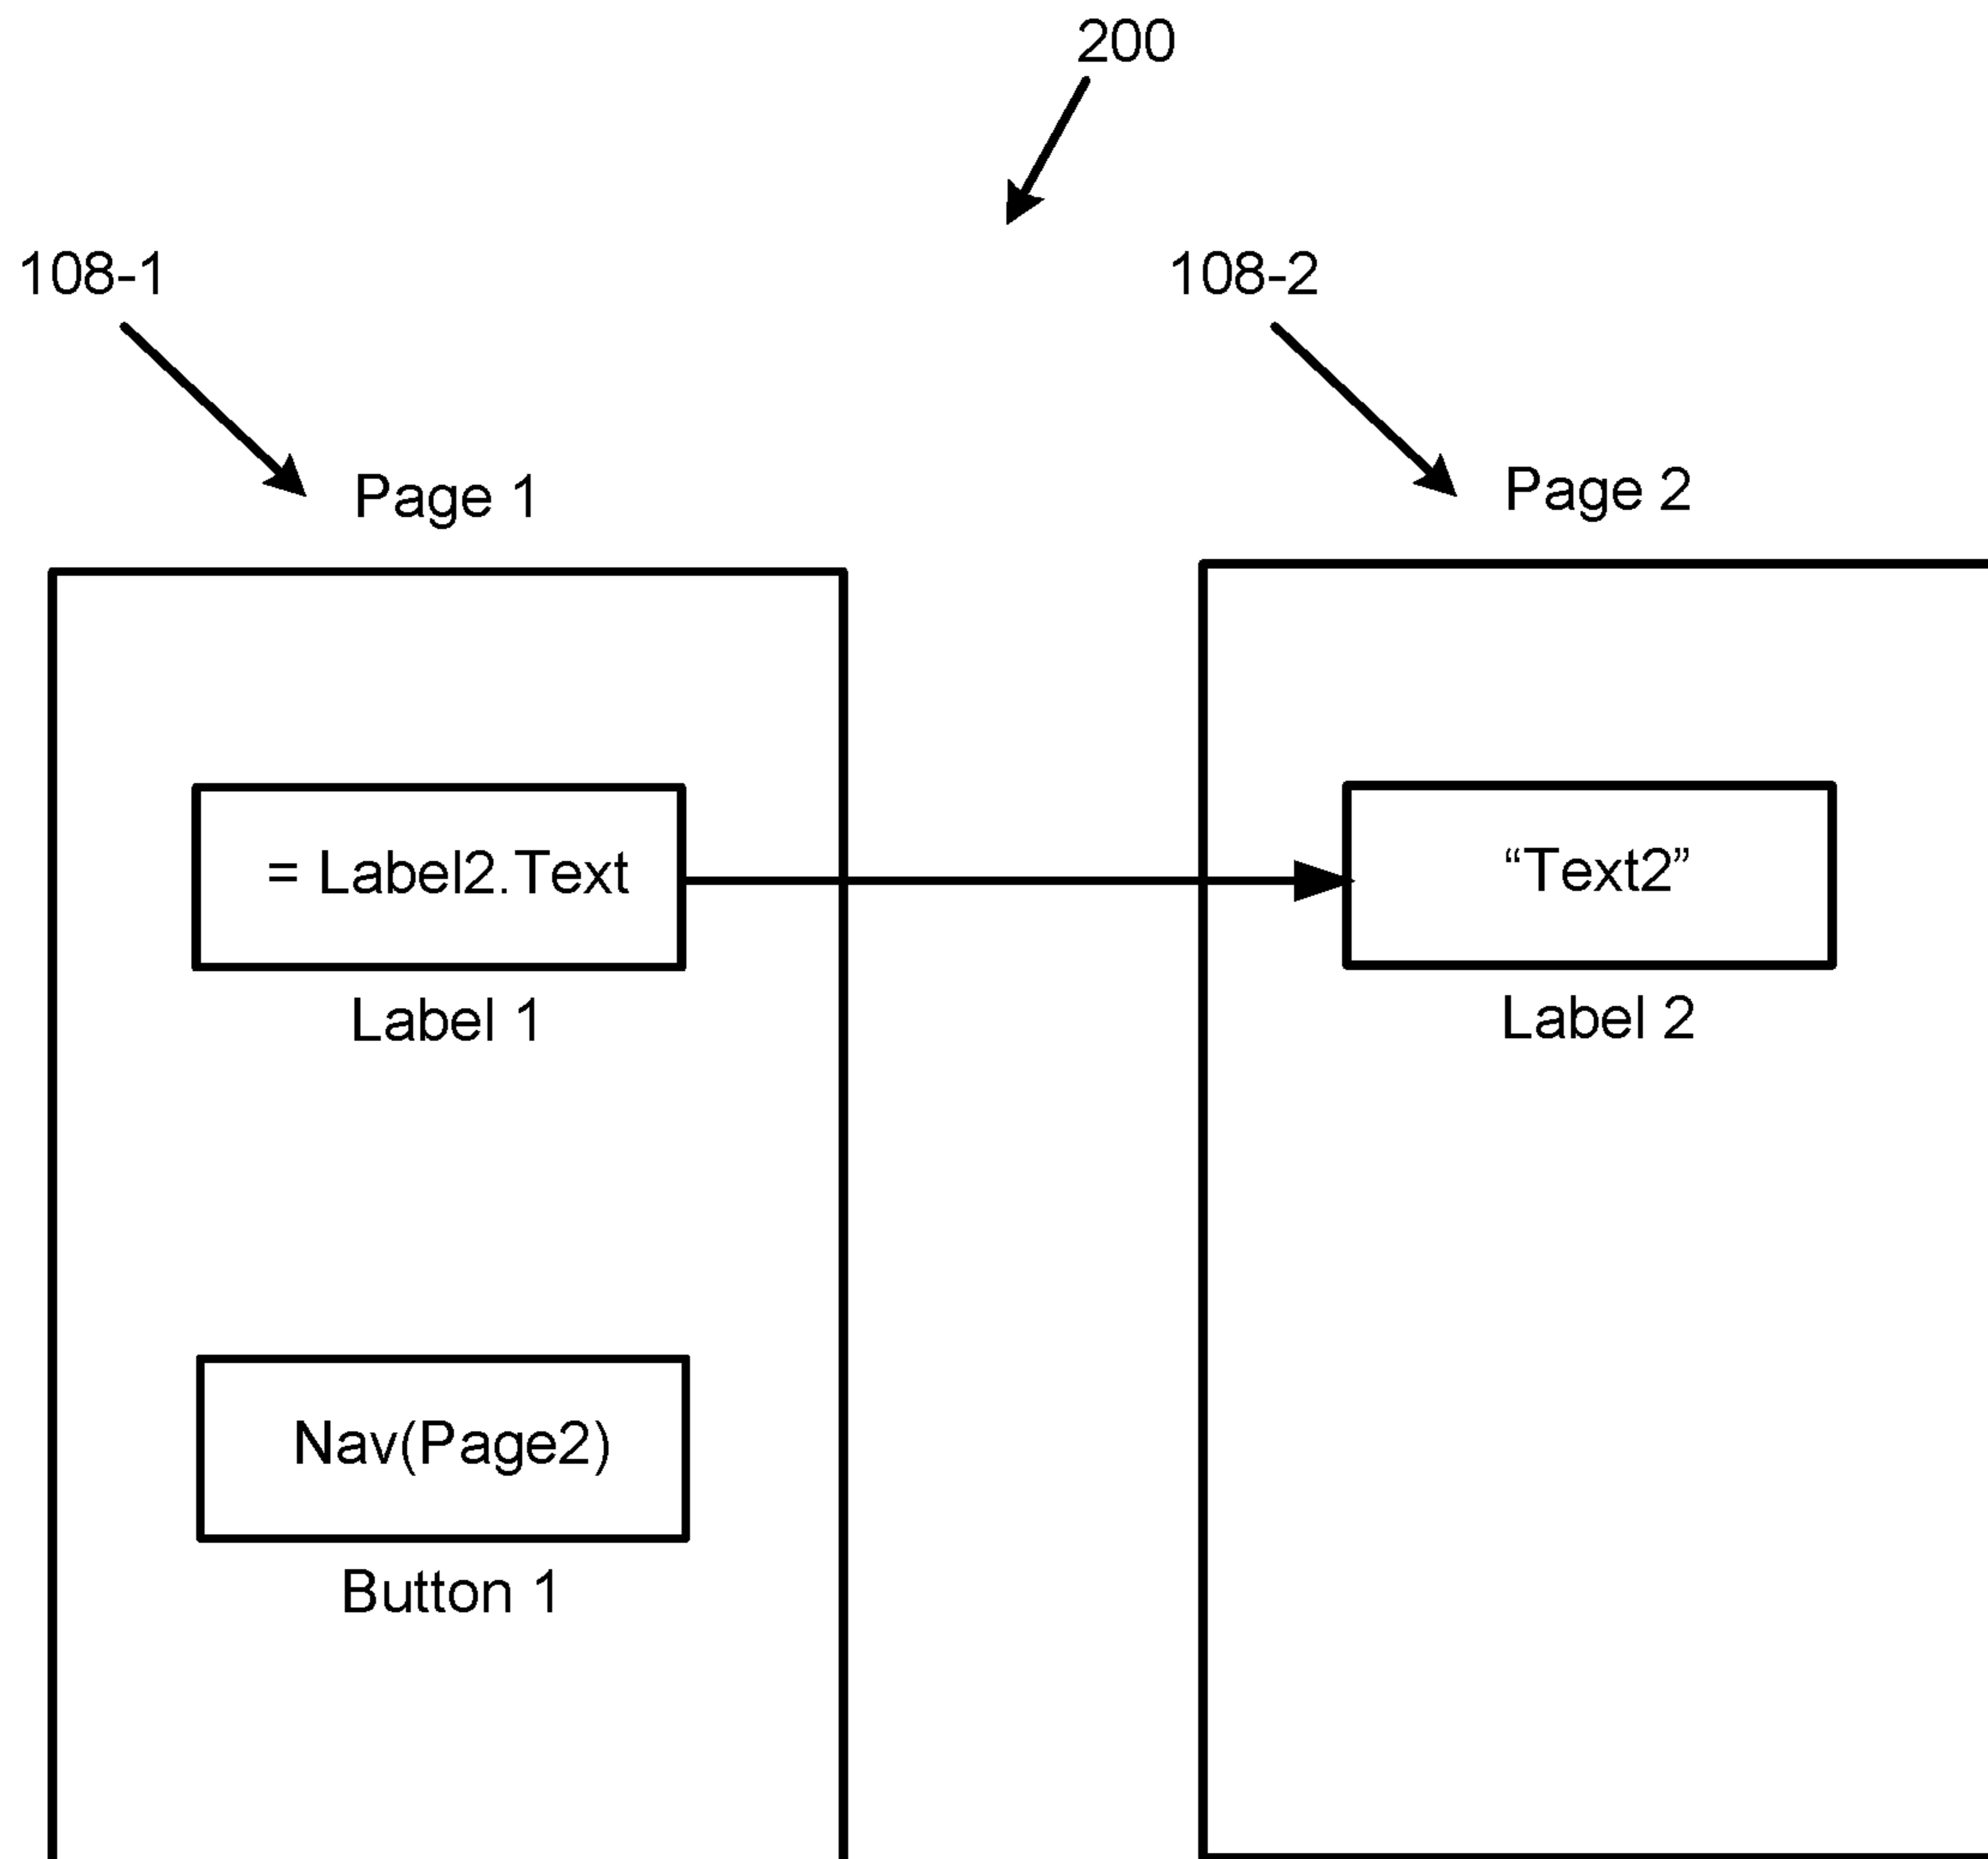 200
108-1
108-2
Page 1
Page 2
= Label2.Text
“Text2”
Label 1
Label 2
Nav(Page2)
Button 1